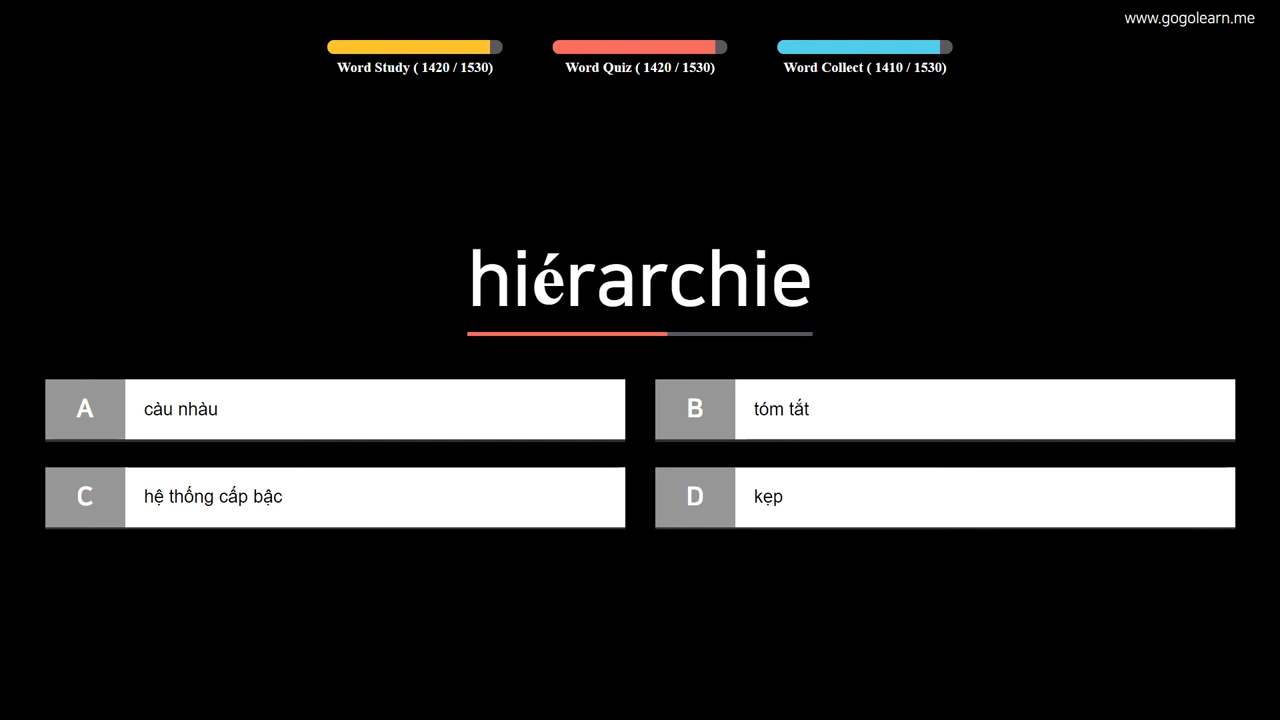 www.gogolearn.me
Word Study ( 1420 / 1530)
Word Quiz ( 1420 / 1530)
Word Collect ( 1410 / 1530)
hiérarchie
A
càu nhàu
B
tóm tắt
C
hệ thống cấp bậc
D
kẹp